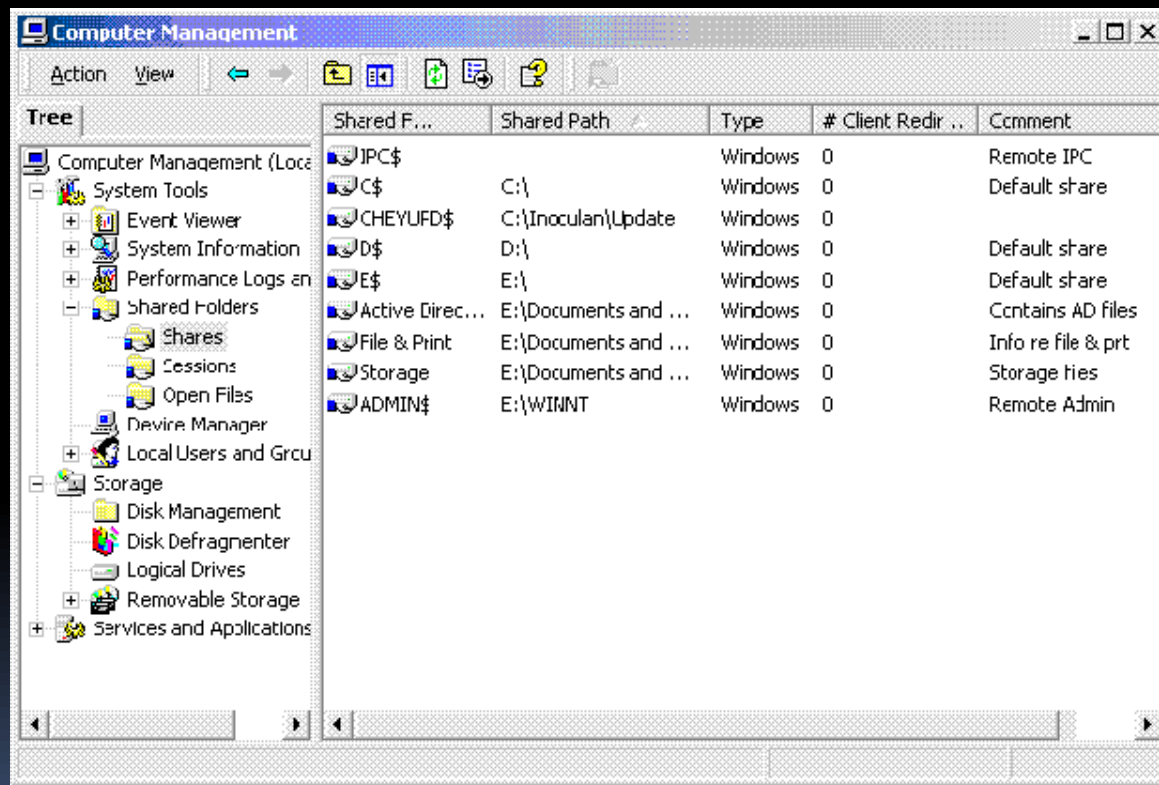 Computer Management
Action View
Tree
Computer Management (Loca
System Tools
Event Viewer
System Information
Performance Logs an
Shared Folders
Shares
Sessions
Open Files
Device Manager
Local Users and Grou
Storage
Disk Management
Disk Defragmenter
Logical Drives
Removable Storage
Services and Applications
Shared F... Shared Path Type # Client Redir .. Comment
IPC$ Windows 0 Remote IPC
C$ C:\ Windows 0 Default share
CHEYUFD$ C:\Inoculan\Update Windows 0
D$ D:\ Windows 0 Default share
E$ E:\ Windows 0 Default share
Active Direc... E:\Documents and ... Windows 0 Contains AD files
File & Print E:\Documents and ... Windows 0 Info re file & prt
Storage E:\Documents and ... Windows 0 Storage files
ADMIN$ E:\WINNT Windows 0 Remote Admin